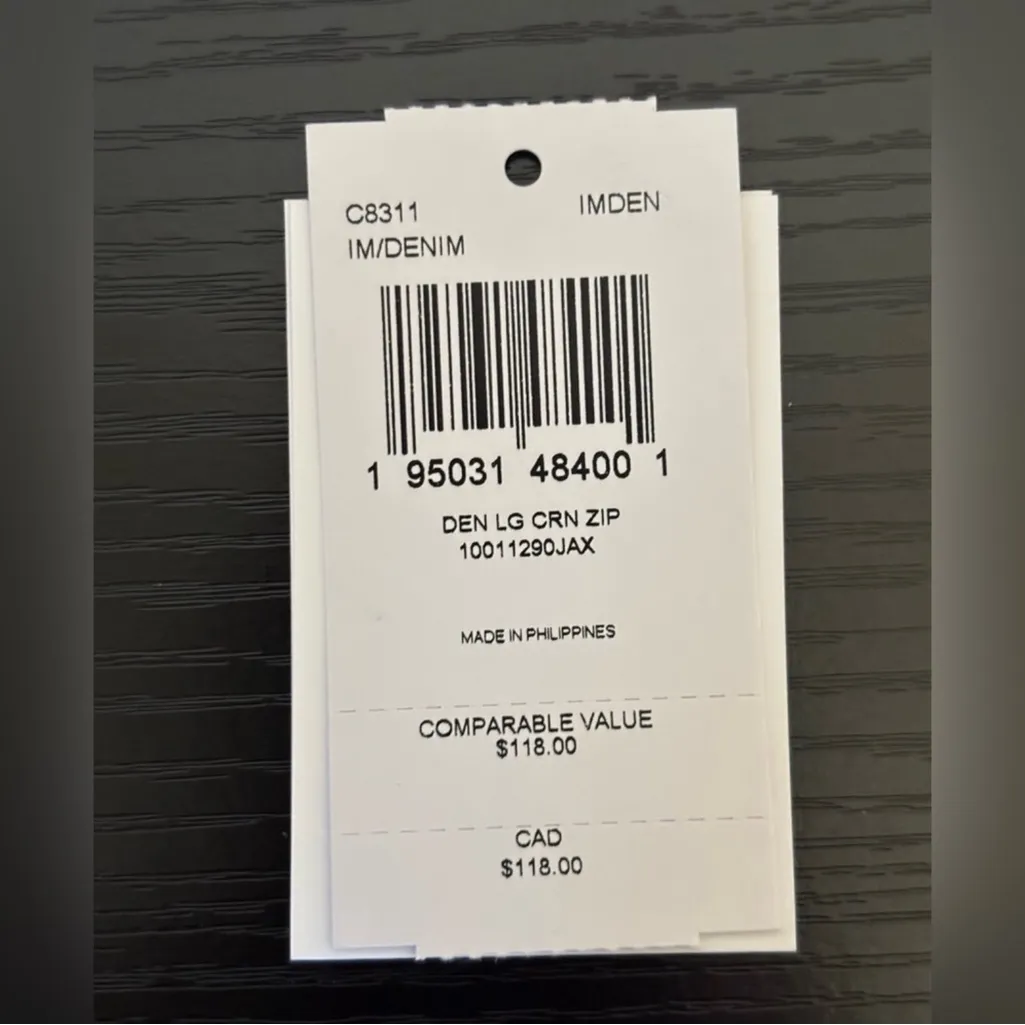 C8311 IMDEN
IM/DENIM
1 95031 48400 1
DEN LG CRN ZIP
10011290JAX
MADE IN PHILIPPINES
COMPARABLE VALUE
$118.00
CAD
$118.00